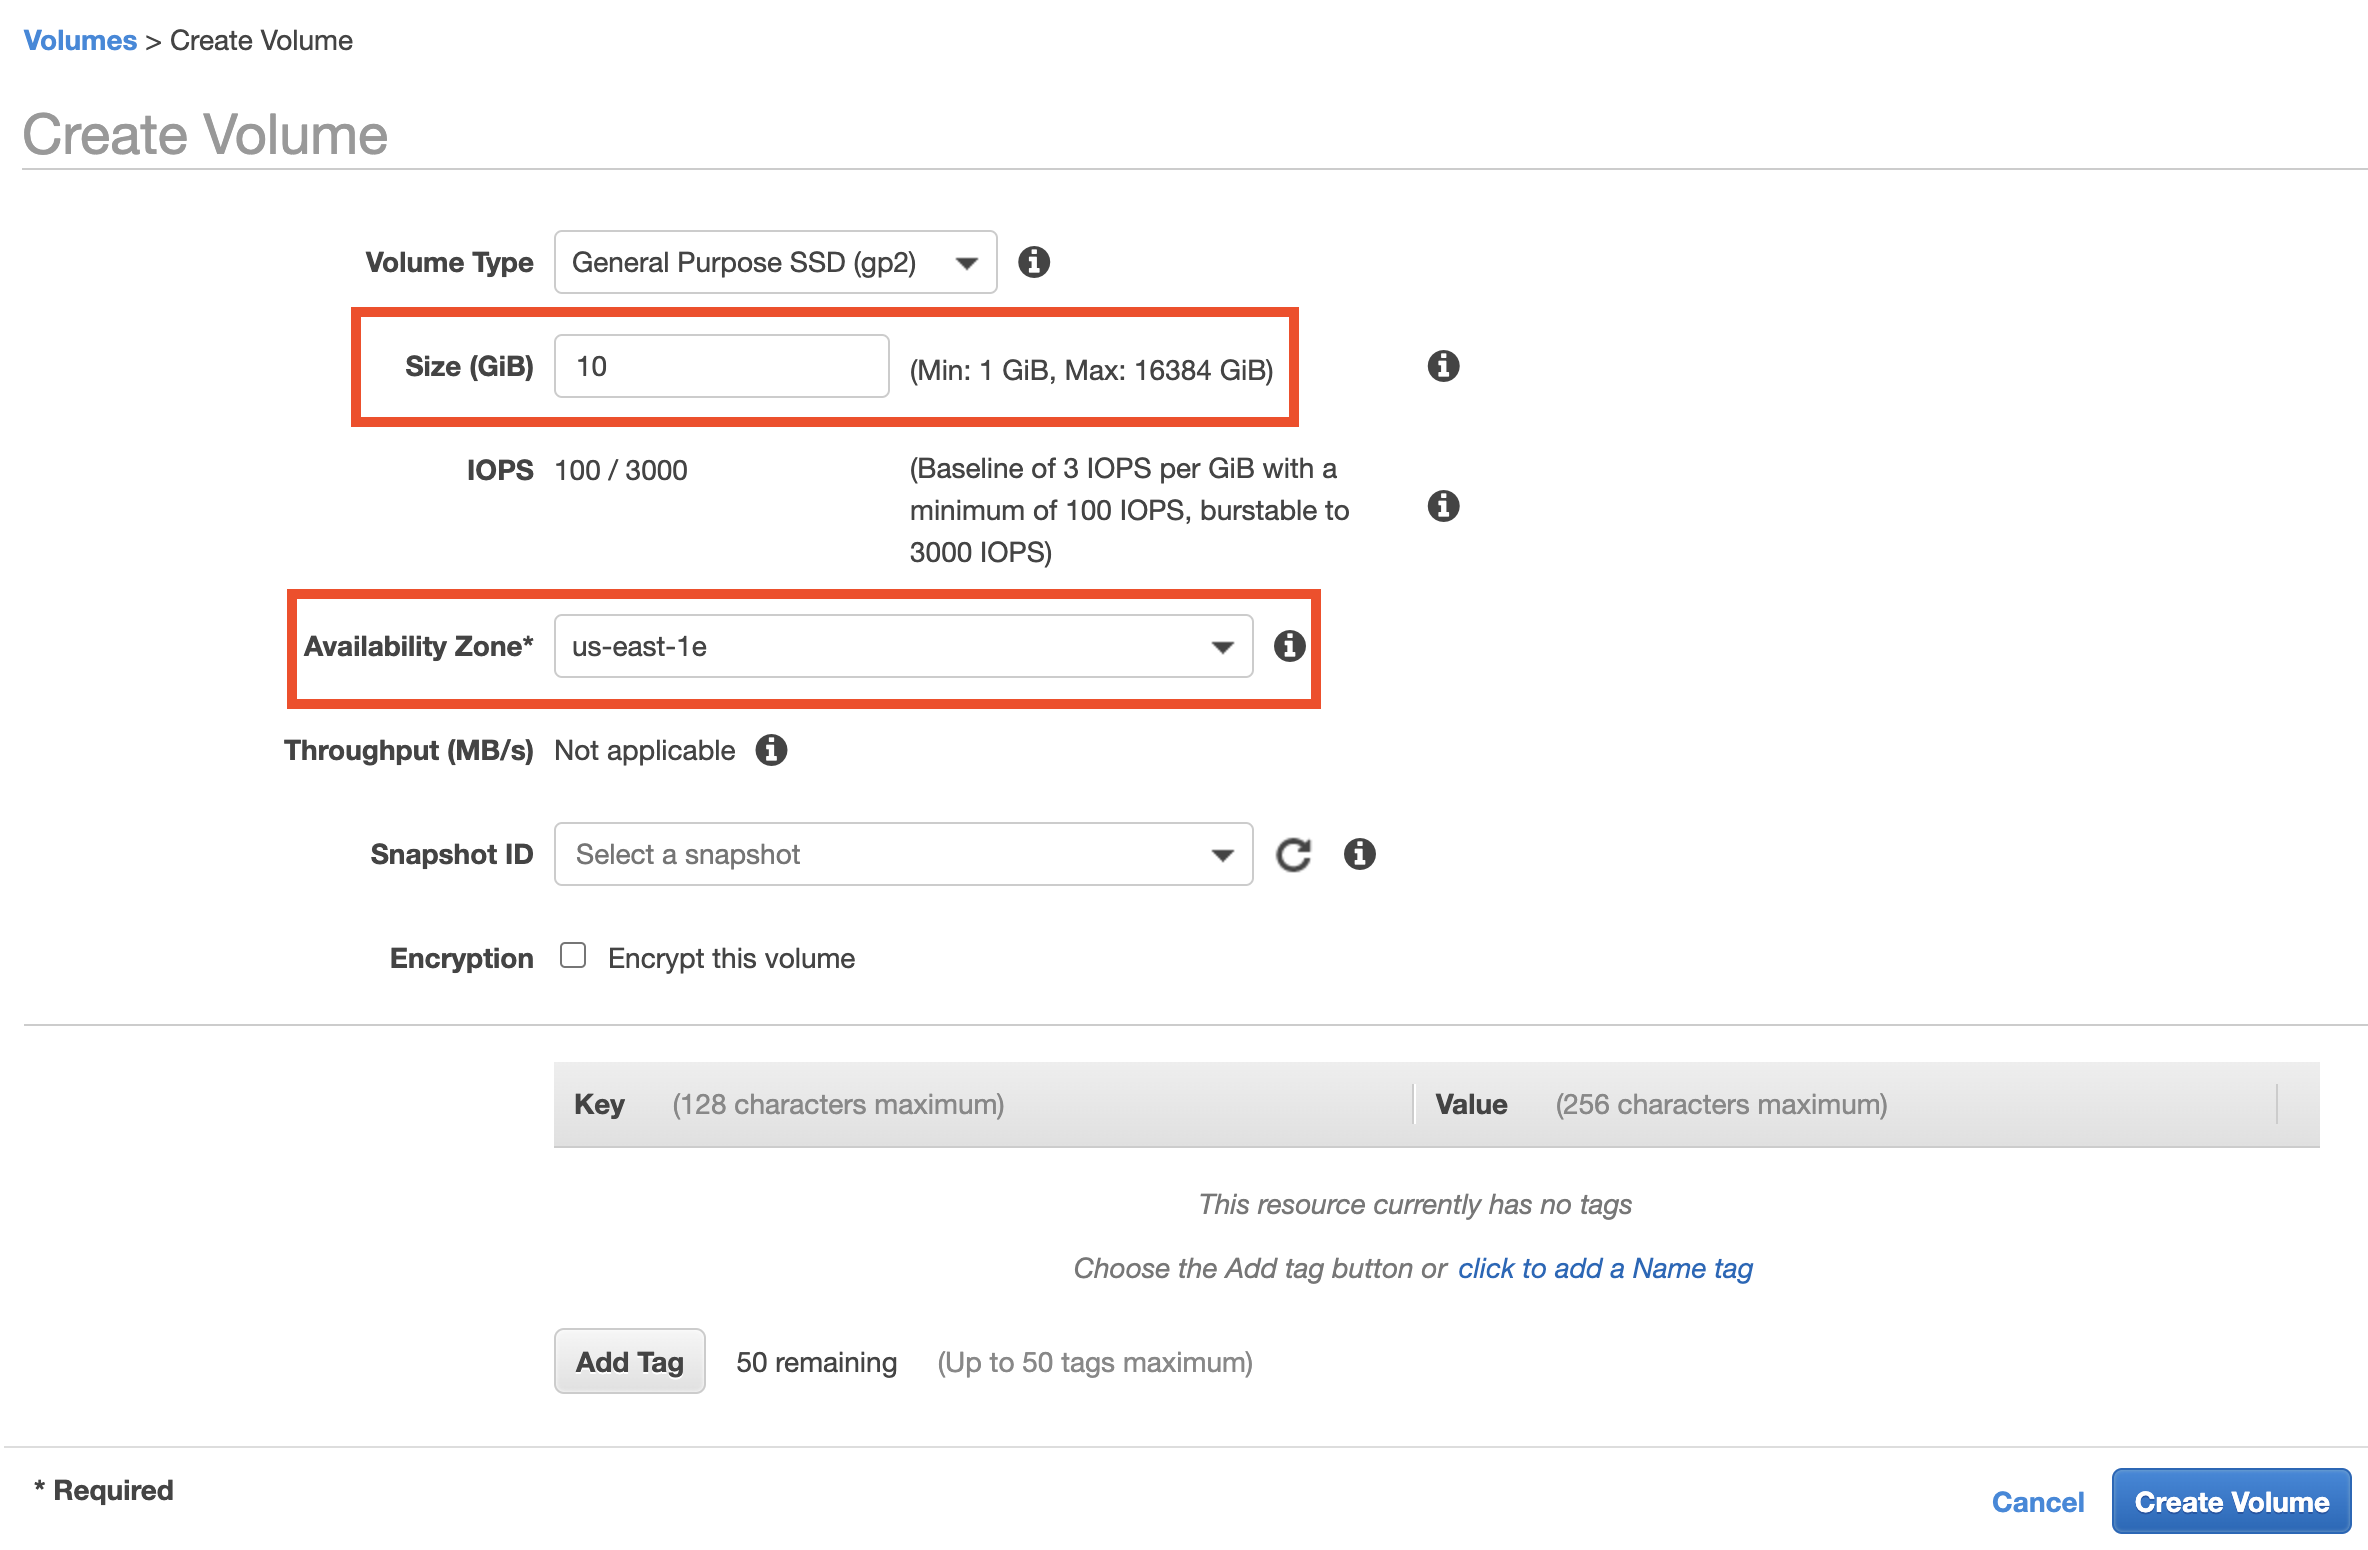 Volumes > Create Volume
Create Volume
Volume Type General Purpose SSD (gp2)
Size (GiB) 10 (Min: 1 GiB, Max: 16384 GiB)
IOPS 100 / 3000 (Baseline of 3 IOPS per GiB with a
minimum of 100 IOPS, burstable to
3000 IOPS)
Availability Zone* us-east-1e
Throughput (MB/s) Not applicable
Snapshot ID Select a snapshot
Encryption Encrypt this volume
Key (128 characters maximum) Value (256 characters maximum)
This resource currently has no tags
Choose the Add tag button or click to add a Name tag
Add Tag 50 remaining (Up to 50 tags maximum)
* Required
Cancel Create Volume